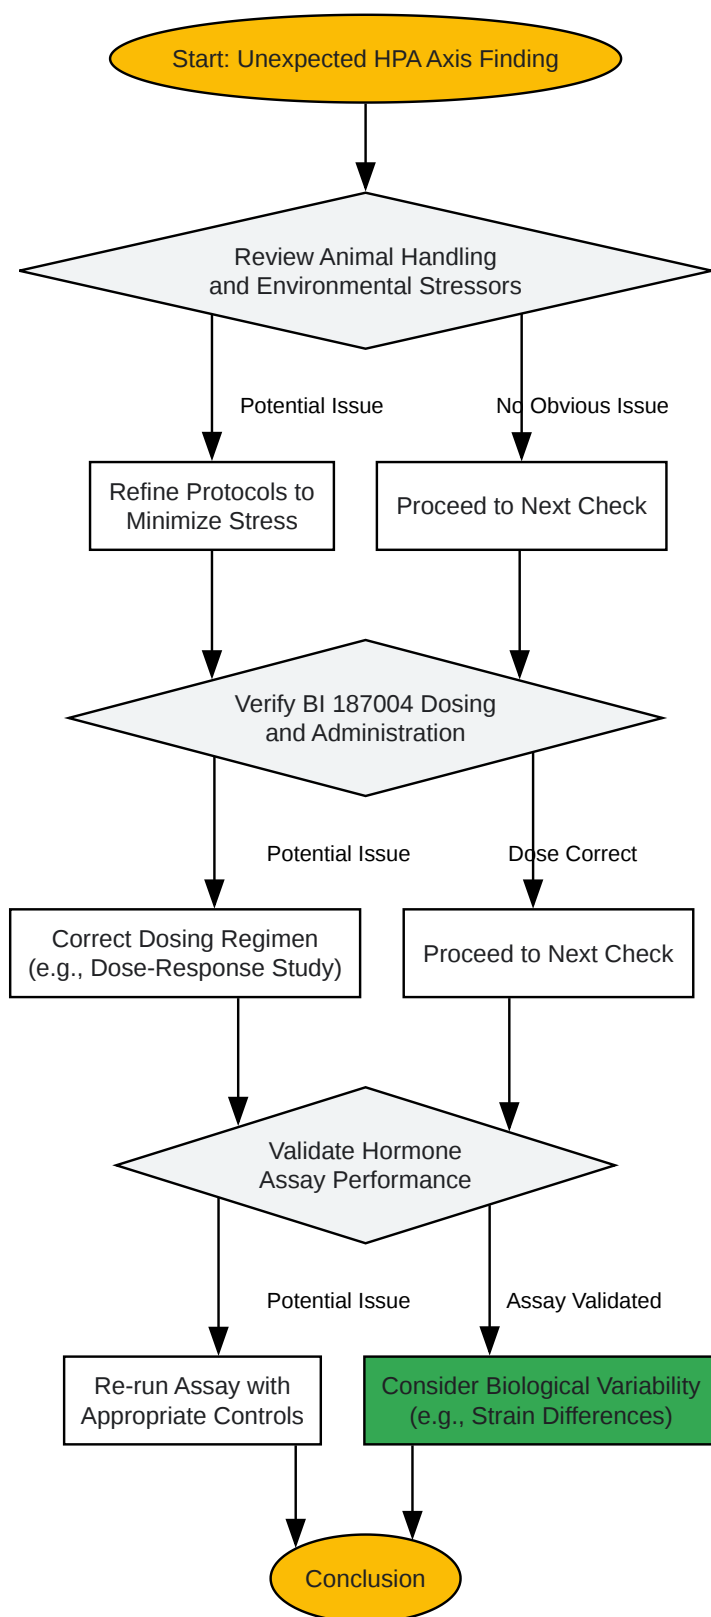 Start: Unexpected HPA Axis Finding
Review Animal Handling
and Environmental Stressors
Potential Issue
No Obvious Issue
Refine Protocols to
Minimize Stress
Proceed to Next Check
Verify BI 187004 Dosing
and Administration
Potential Issue
Dose Correct
Correct Dosing Regimen
(e.g., Dose-Response Study)
Proceed to Next Check
Validate Hormone
Assay Performance
Potential Issue
Assay Validated
Re-run Assay with
Appropriate Controls
Consider Biological Variability
(e.g., Strain Differences)
Conclusion